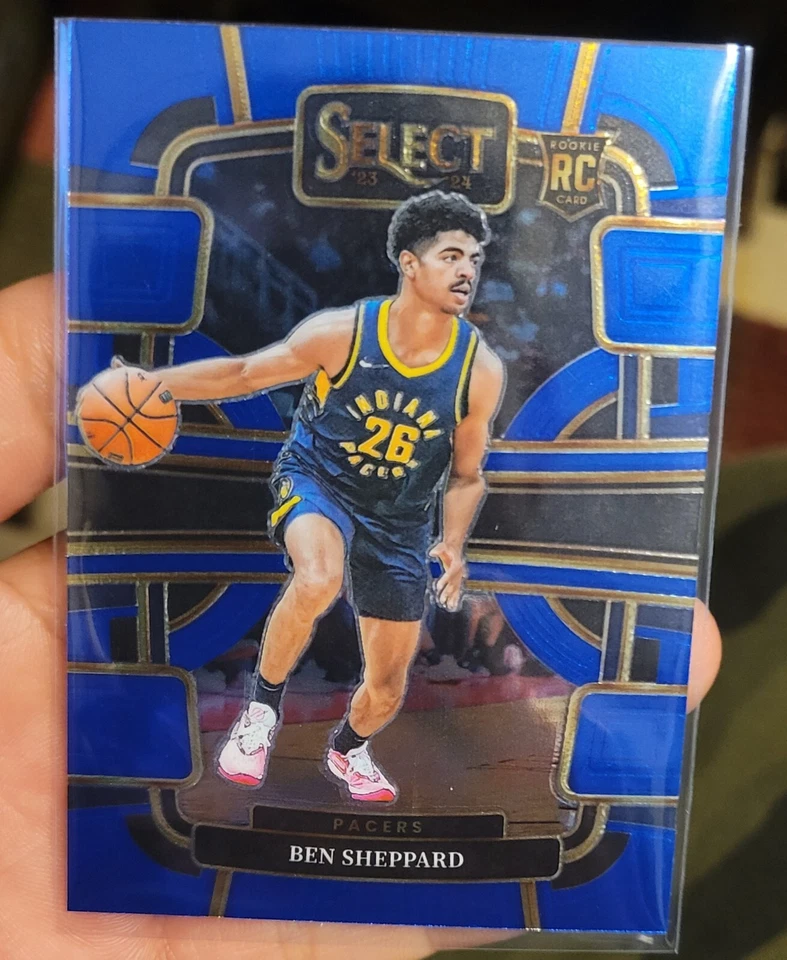 SELECT
'23 24
ROOKIE
RC
CARD
INDIANA
26
PACERS
PACERS
BEN SHEPPARD